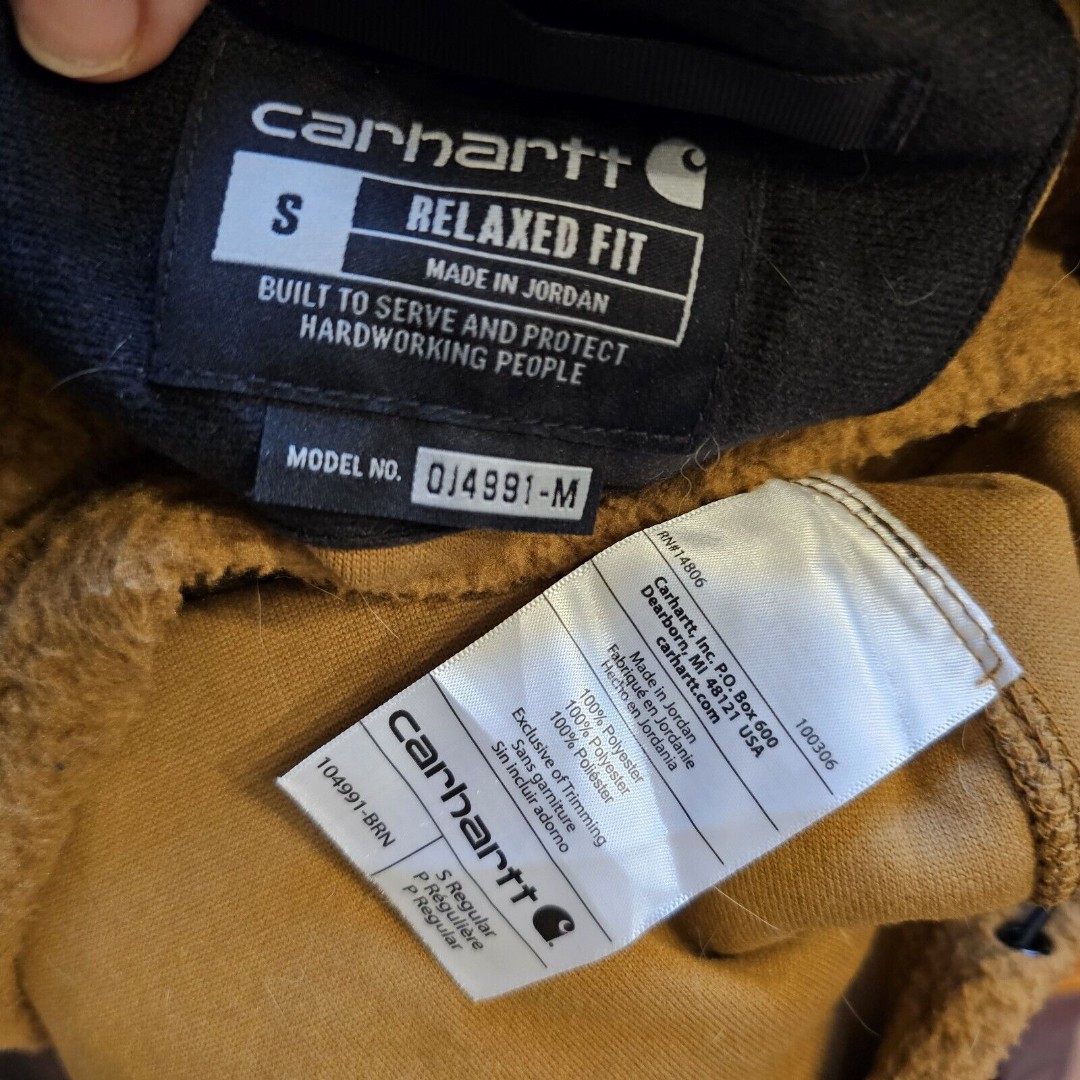 carhartt
S
RELAXED FIT
MADE IN JORDAN
BUILT TO SERVE AND PROTECT
HARDWORKING PEOPLE
MODEL NO. OJ4991-M
RN#14806
100306
Carhartt, Inc. P.O. Box 600
Dearborn, MI 48121 USA
carhartt.com
Made in Jordan
Fabriqué en Jordanie
Hecho en Jordania
100% Polyester
100% Polyester
100% Poliéster
Exclusive of Trimming
Sans garniture
Sin incluir adorno
carhartt
104991-BRN
S Regular
P Régulière
P Regular